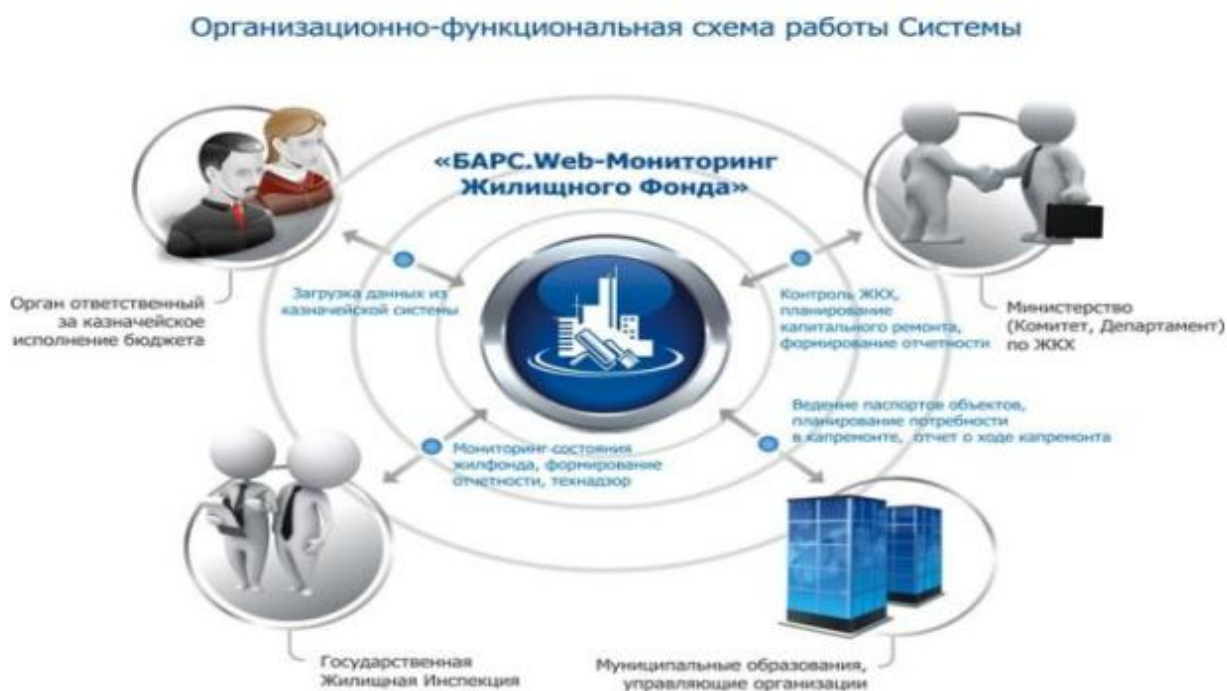 Организационно-функциональная схема работы Системы
«БАРС.Web-Мониторинг
Жилищного Фонда»
Орган ответственный
за казначейское
исполнение бюджета
Загрузка данных из
казначейской системы
Контроль ЖКХ,
планирование
капитального ремонта,
формирование отчетности
Министерство
(Комитет, Департамент)
по ЖКХ
Мониторинг состояния
жилфонда, формирование
отчетности, технадзор
Ведение паспортов объектов,
планирование потребности
в капремонте, отчет о ходе капремонта
Государственная
Жилищная Инспекция
Муниципальные образования,
управляющие организации